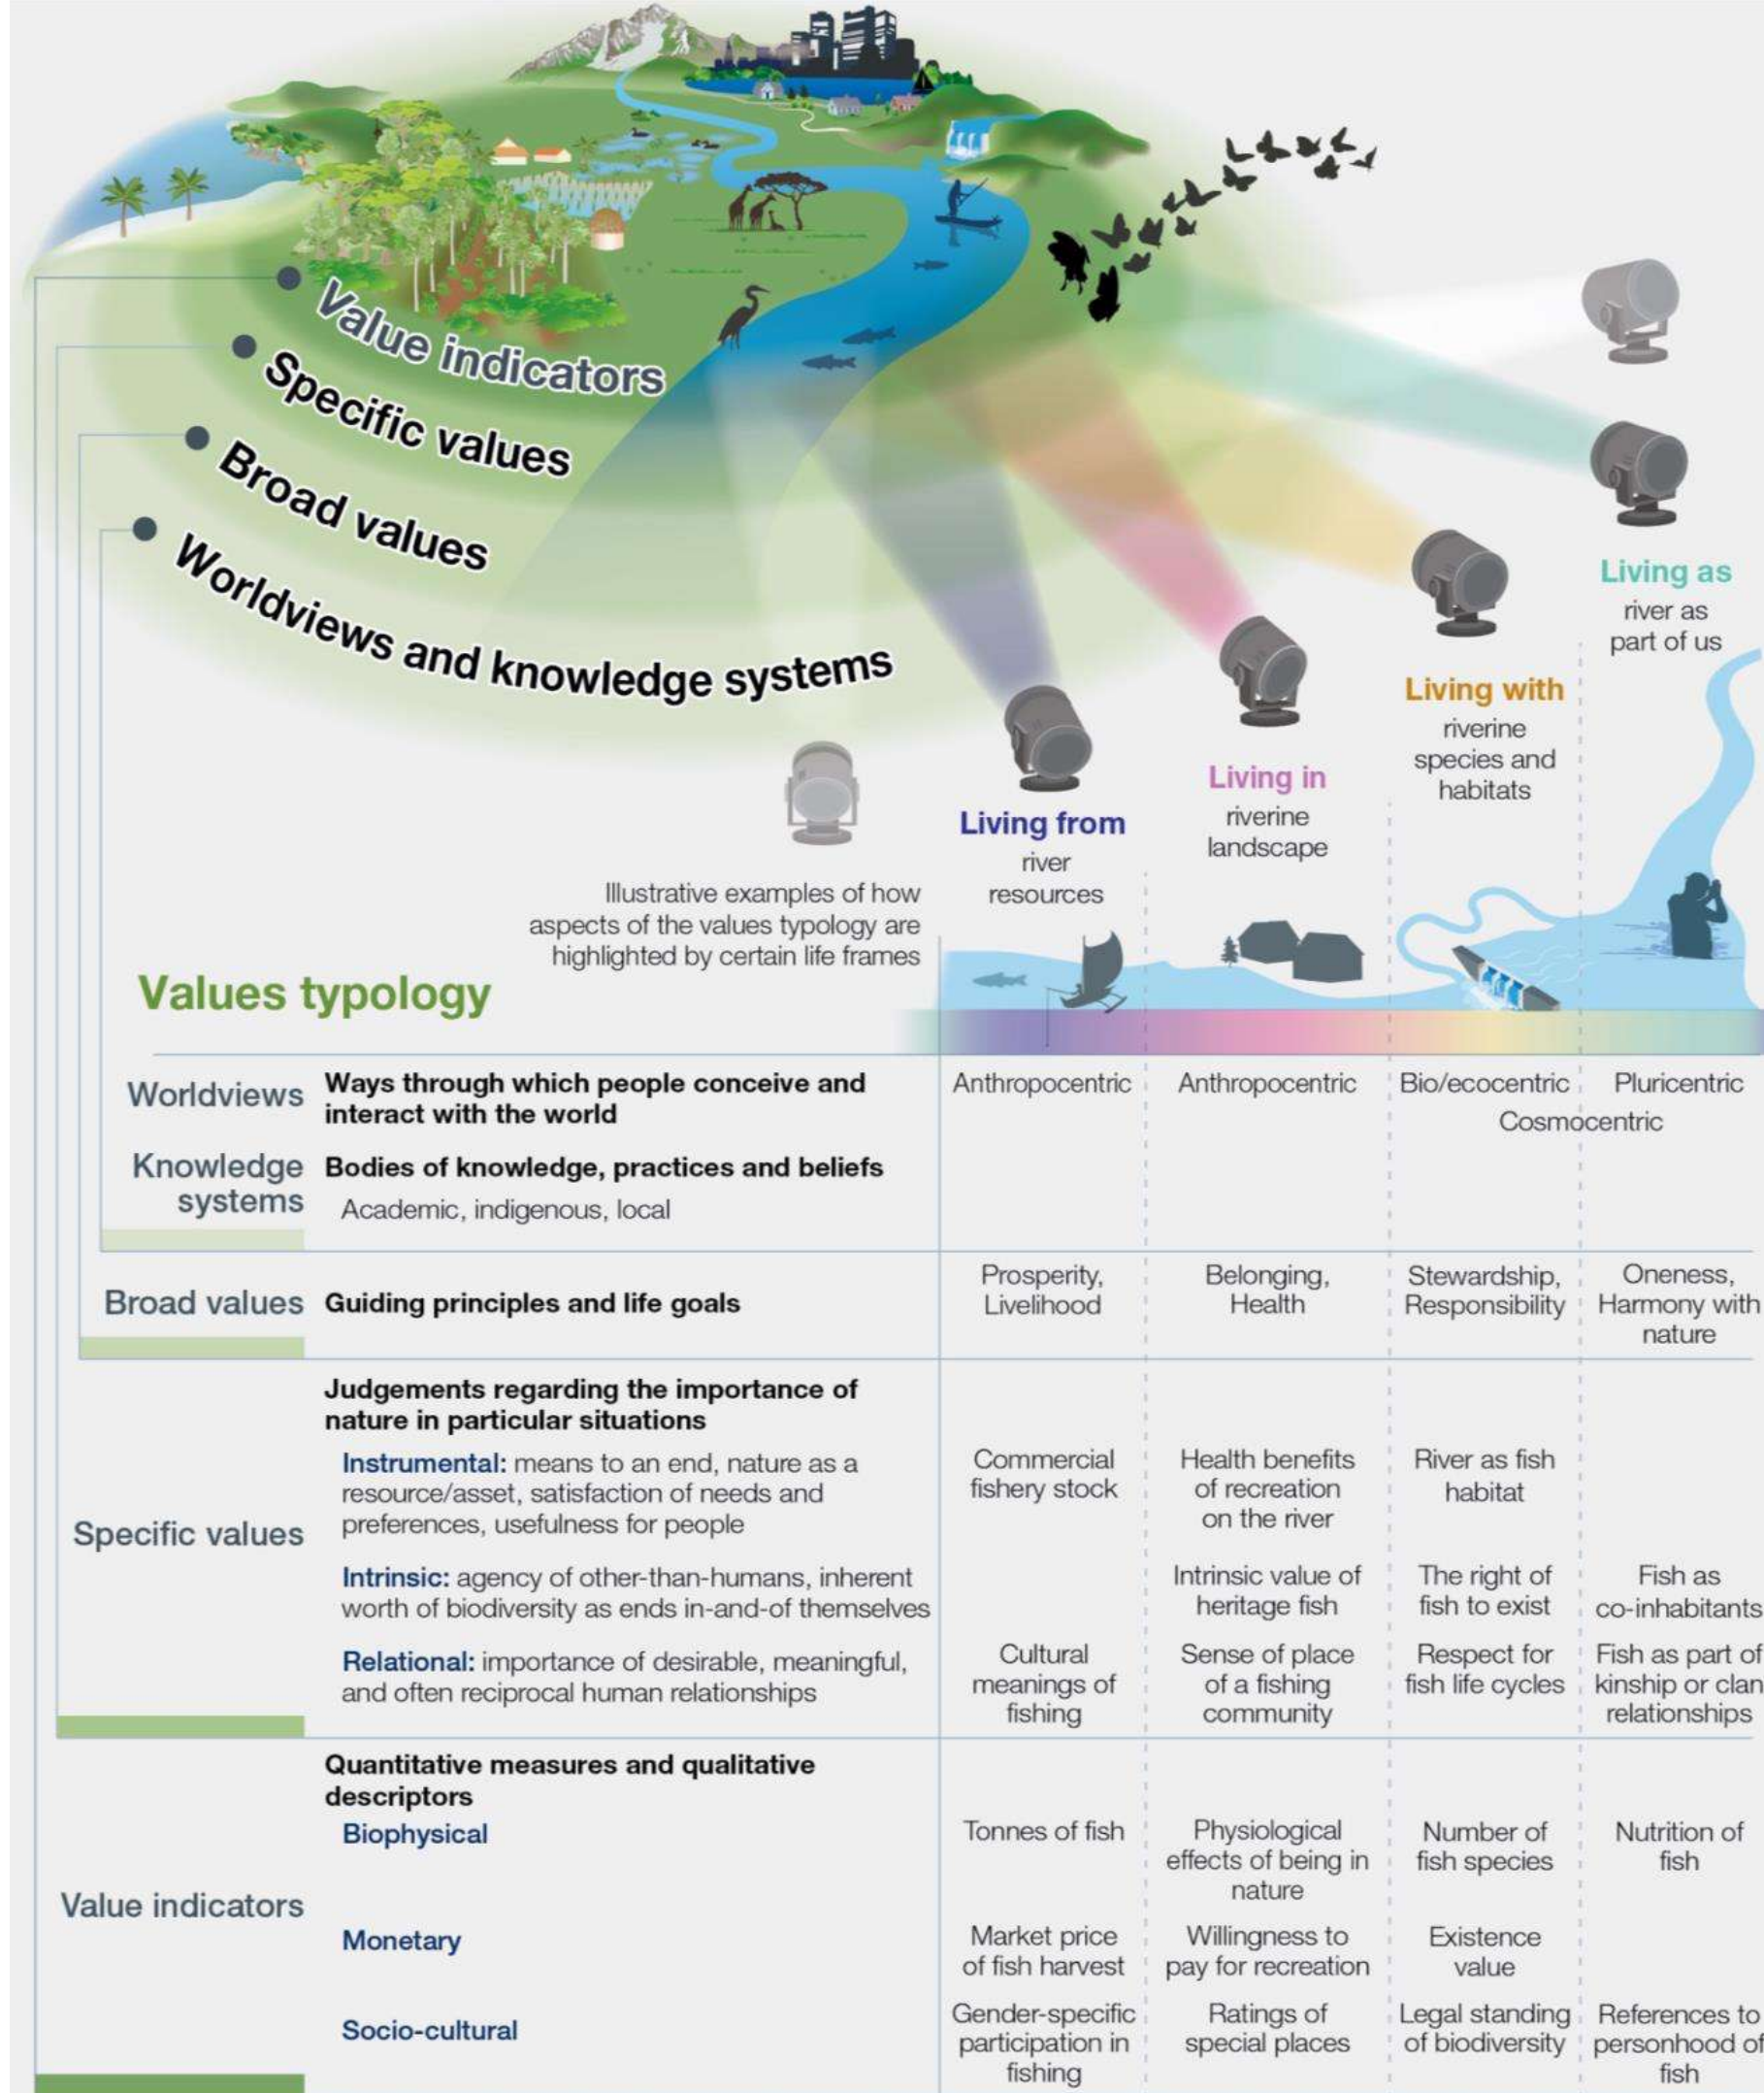 Value indicators
Specific values
Broad values
Worldviews and knowledge systems
Living as
river as
part of us
Living with
riverine
species and
habitats
Living in
riverine
landscape
Living from
river
resources
Illustrative examples of how
aspects of the values typology are
highlighted by certain life frames
Values typology
Worldviews
Ways through which people conceive and
interact with the world
Anthropocentric
Anthropocentric
Bio/ecocentric
Pluricentric
Cosmocentric
Knowledge
systems
Bodies of knowledge, practices and beliefs
Academic, indigenous, local
Broad values
Guiding principles and life goals
Prosperity,
Livelihood
Belonging,
Health
Stewardship,
Responsibility
Oneness,
Harmony with
nature
Specific values
Judgements regarding the importance of
nature in particular situations
Instrumental: means to an end, nature as a
resource/asset, satisfaction of needs and
preferences, usefulness for people
Commercial
fishery stock
Health benefits
of recreation
on the river
River as fish
habitat
Intrinsic: agency of other-than-humans, inherent
worth of biodiversity as ends in-and-of themselves
Intrinsic value of
heritage fish
The right of
fish to exist
Fish as
co-inhabitants
Relational: importance of desirable, meaningful,
and often reciprocal human relationships
Cultural
meanings of
fishing
Sense of place
of a fishing
community
Respect for
fish life cycles
Fish as part of
kinship or clan
relationships
Value indicators
Quantitative measures and qualitative
descriptors
Biophysical
Tonnes of fish
Physiological
effects of being in
nature
Number of
fish species
Nutrition of
fish
Monetary
Market price
of fish harvest
Willingness to
pay for recreation
Existence
value
Socio-cultural
Gender-specific
participation in
fishing
Ratings of
special places
Legal standing
of biodiversity
References to
personhood of
fish